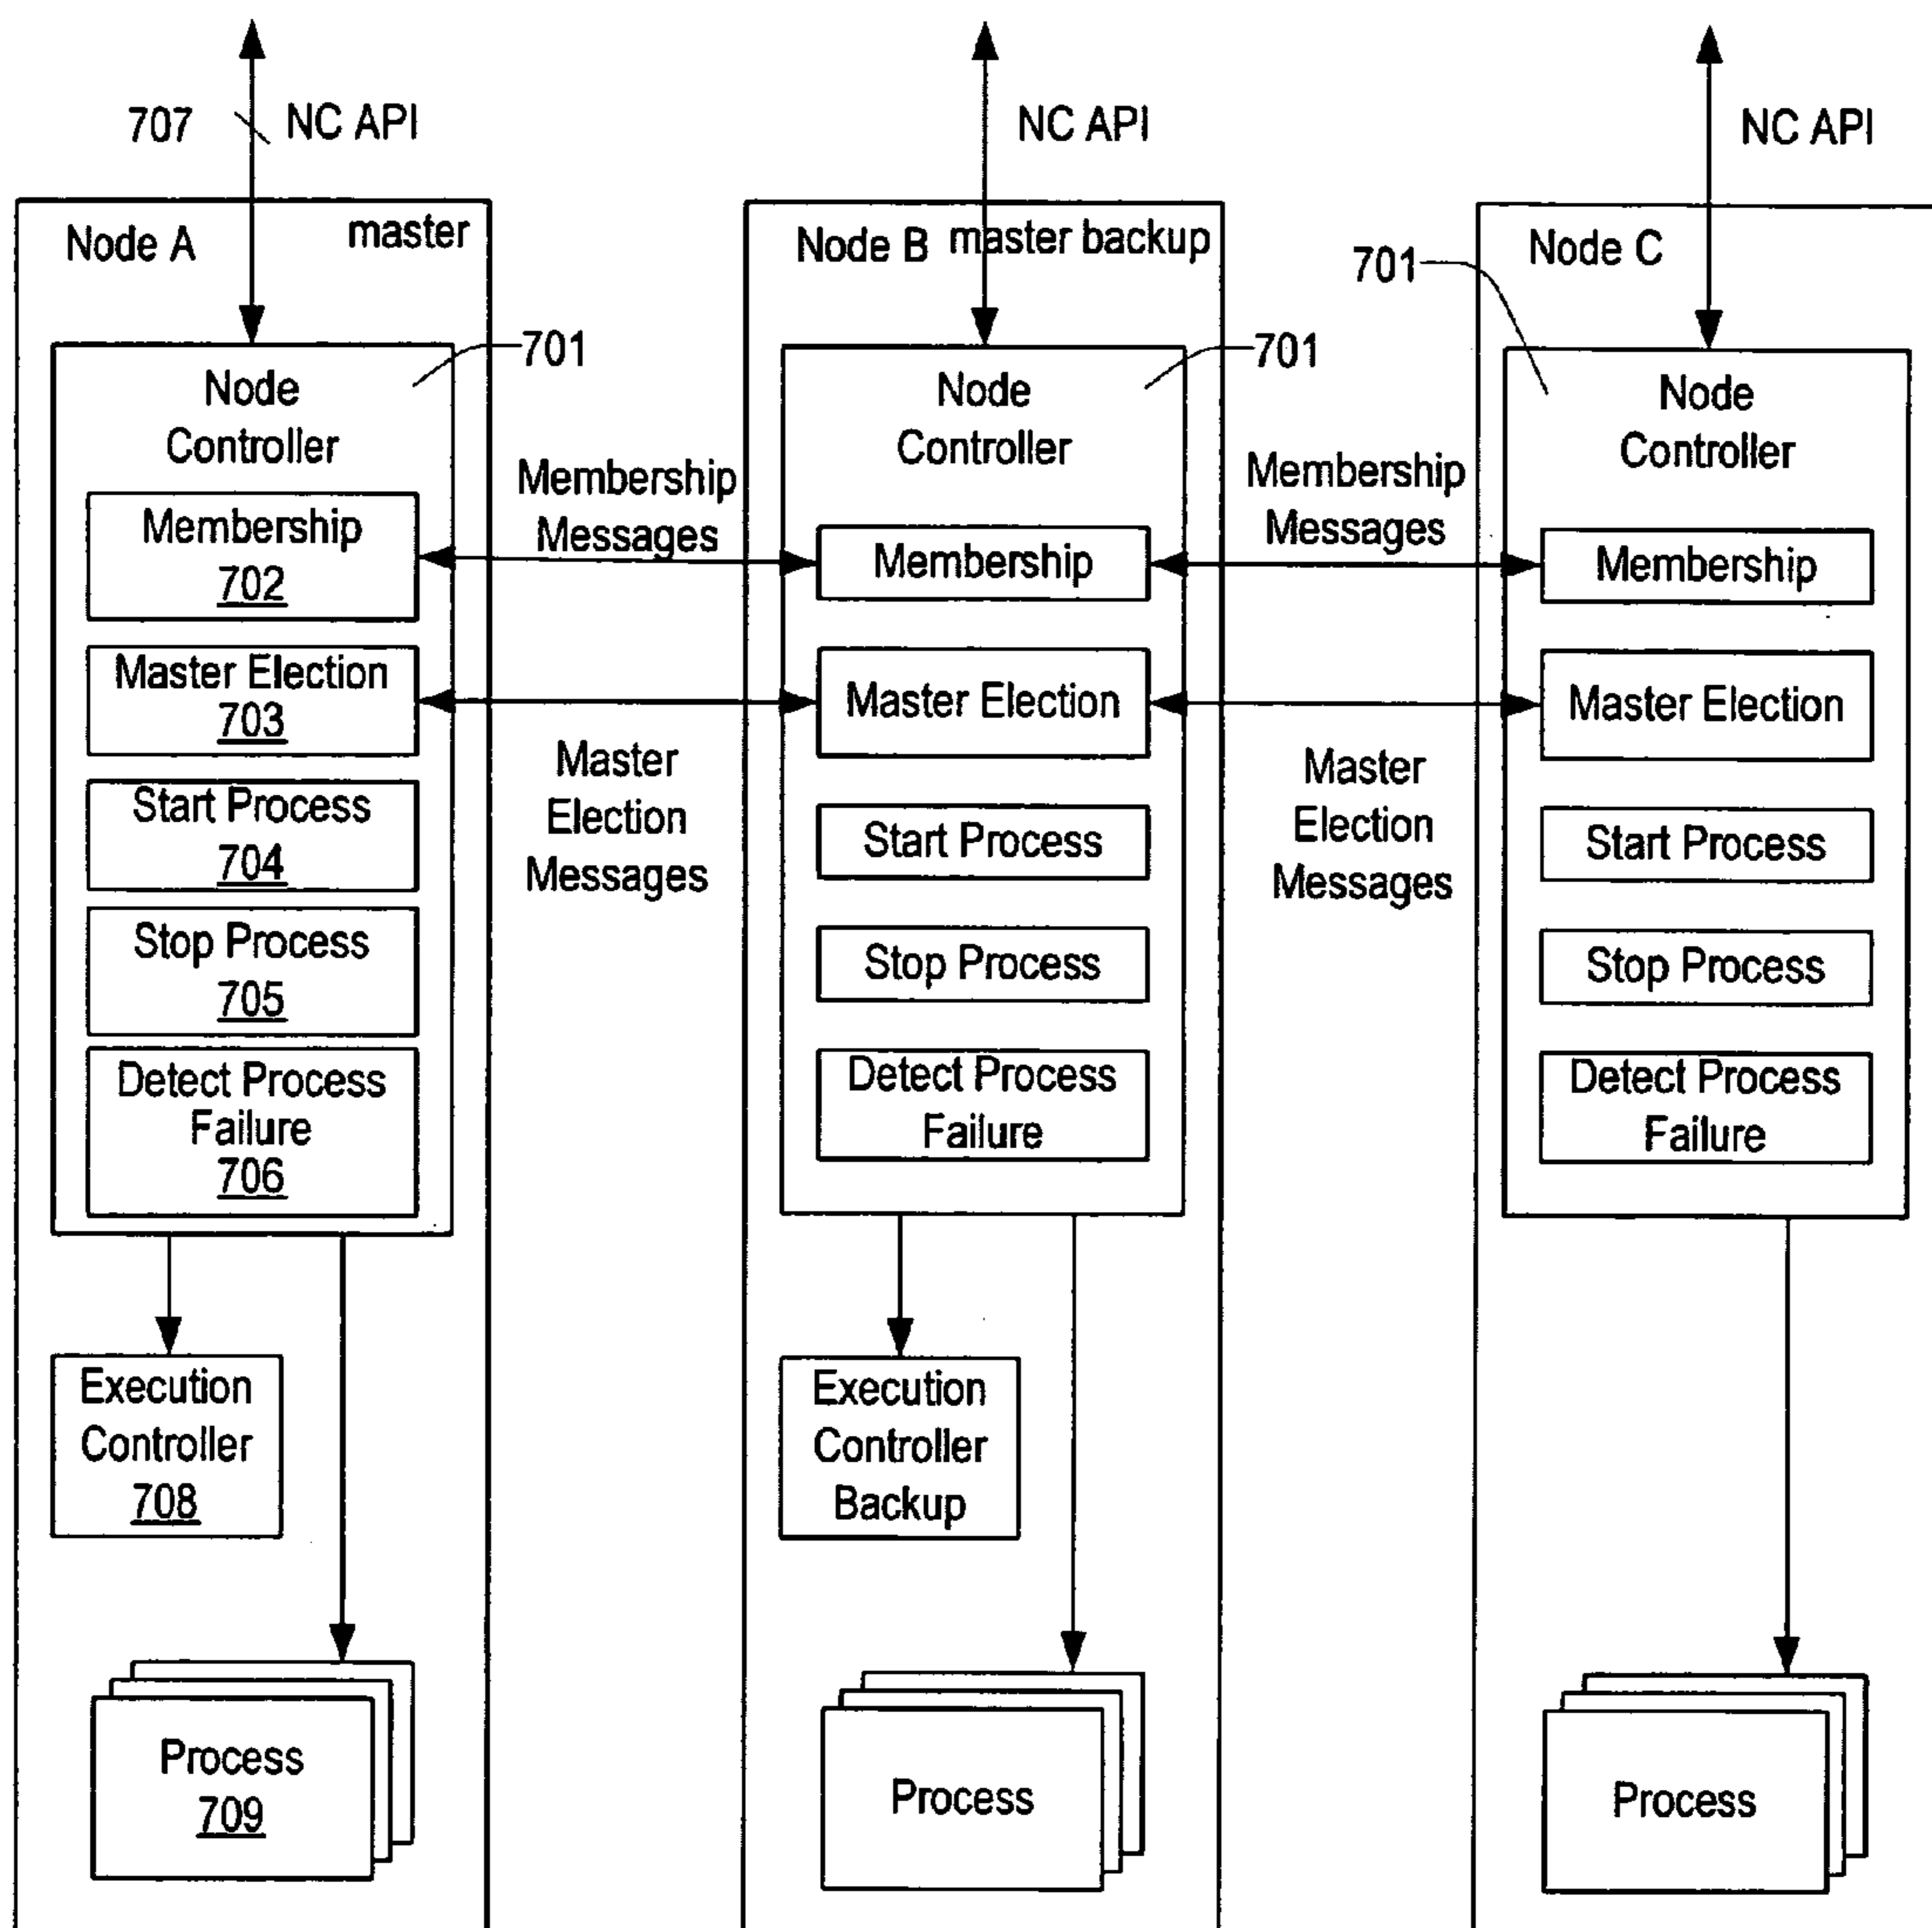 707
NC API
NC API
NC API
Node A
master
Node B
master backup
Node C
701
701
701
Node
Controller
Membership
702
Master Election
703
Start Process
704
Stop Process
705
Detect Process
Failure
706
Execution
Controller
708
Process
709
Membership
Messages
Master
Election
Messages
Node
Controller
Membership
Master Election
Start Process
Stop Process
Detect Process
Failure
Execution
Controller
Backup
Process
Membership
Messages
Master
Election
Messages
Node
Controller
Membership
Master Election
Start Process
Stop Process
Detect Process
Failure
Process